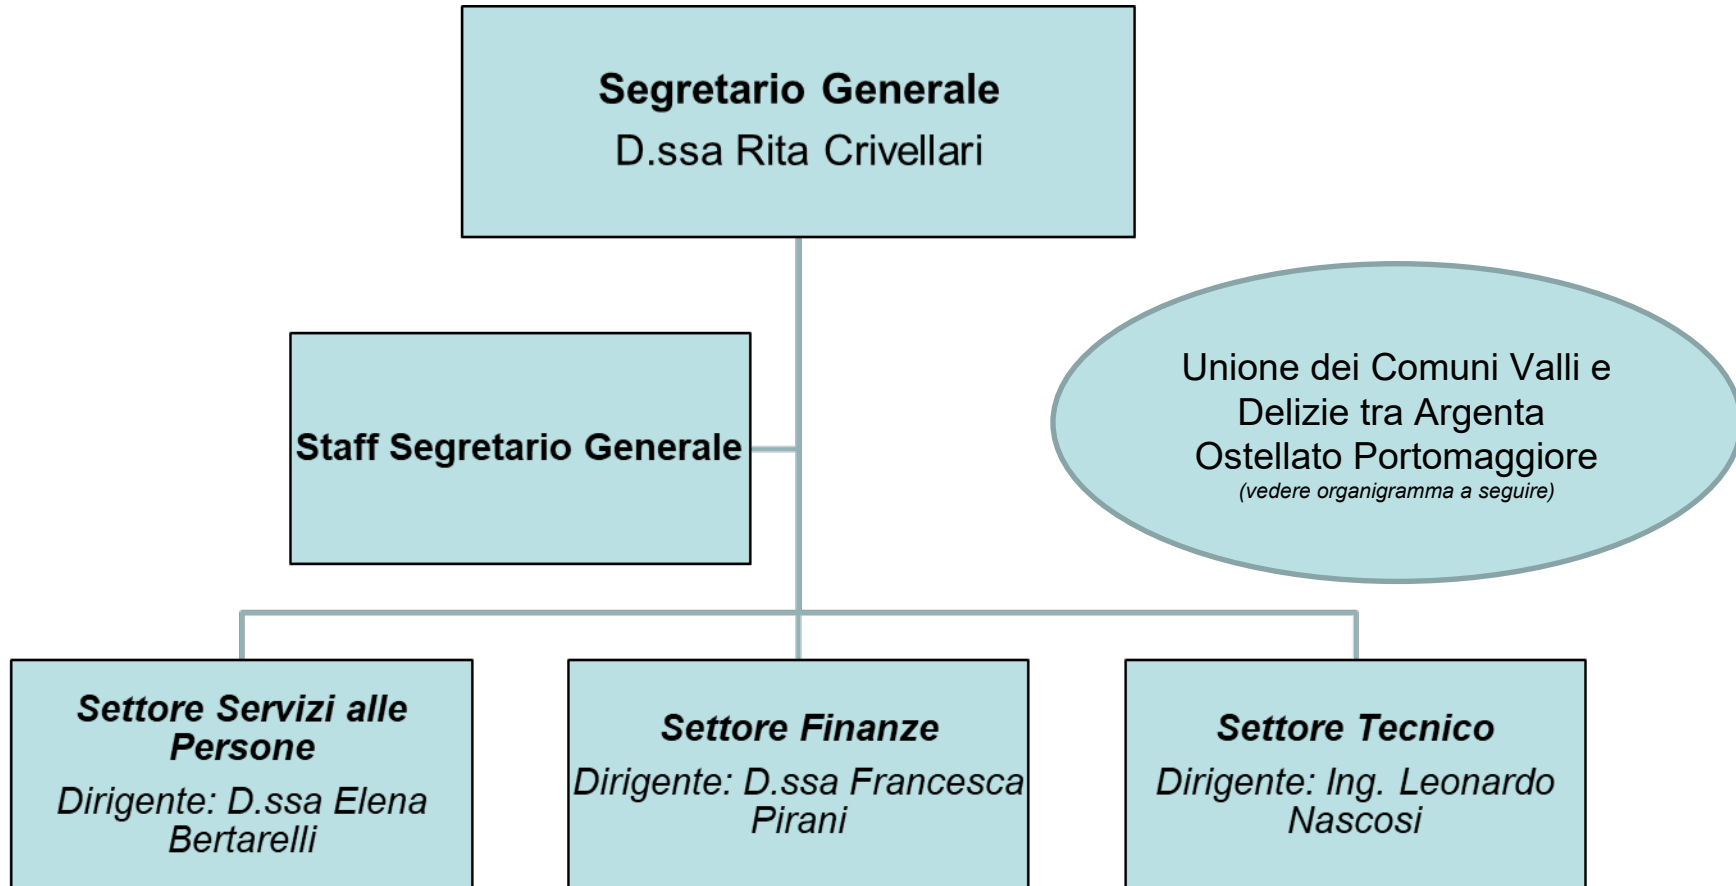 Segretario Generale
D.ssa Rita Crivellari
Unione dei Comuni Valli e
Delizie tra Argenta
Ostellato Portomaggiore
(vedere organigramma a seguire)
Staff Segretario Generale
Settore Servizi alle
Persone
Dirigente: D.ssa Elena
Bertarelli
Settore Finanze
Dirigente: D.ssa Francesca
Pirani
Settore Tecnico
Dirigente: Ing. Leonardo
Nascosi